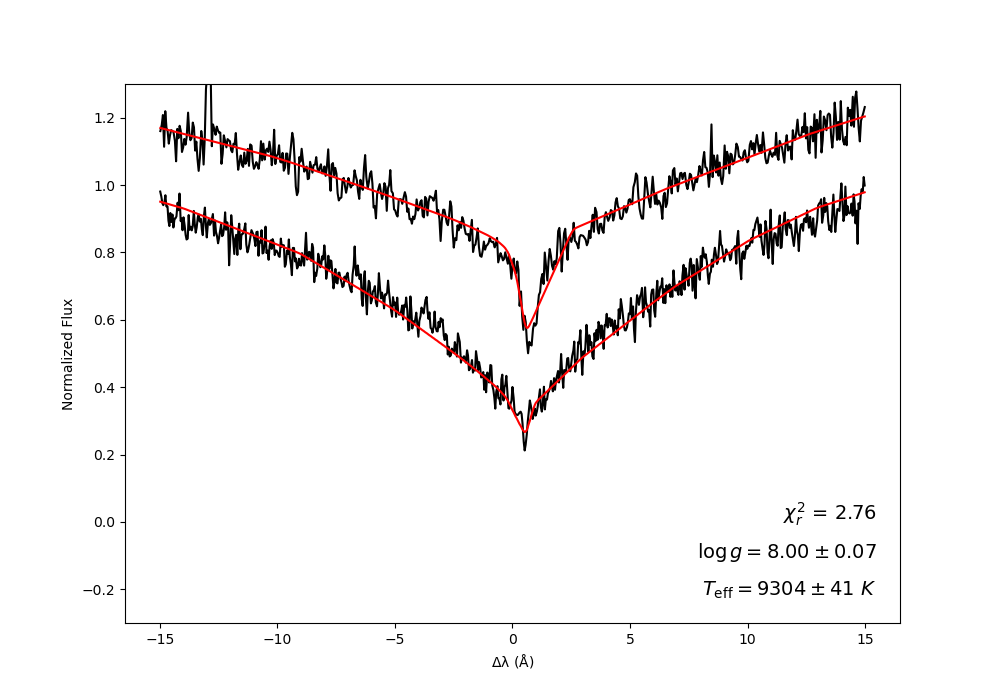 1.2
1.0
0.8
0.6
0.4
0.2
0.0
−0.2
Normalized Flux
χ²ᵣ = 2.76
log g = 8.00 ± 0.07
T_eff = 9304 ± 41 K
−15 −10 −5 0 5 10 15
Δλ (Å)